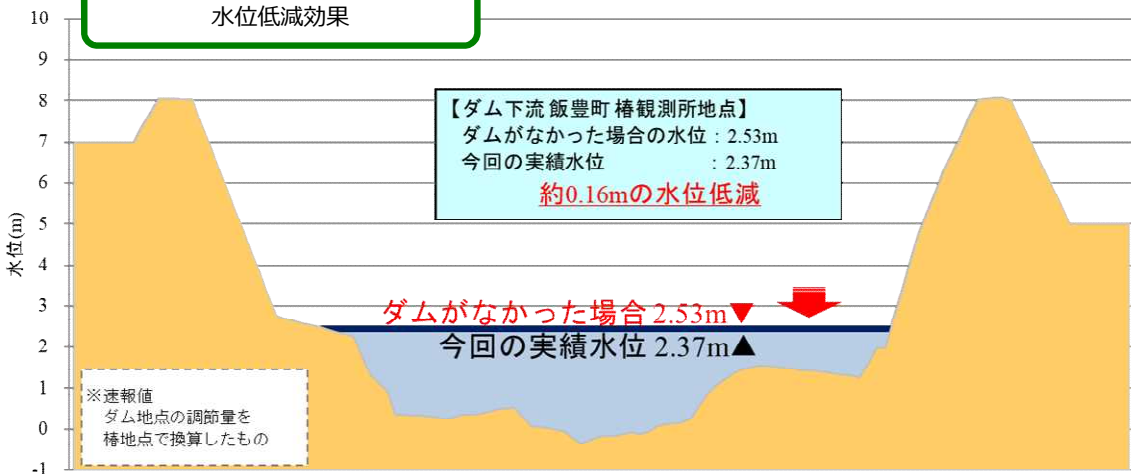 水位低減効果
10
9
8
7
6
5
4
3
2
1
0
-1
水位(m)
【ダム下流 飯豊町 椿観測所地点】
ダムがなかった場合の水位：2.53m
今回の実績水位　　　　　：2.37m
約0.16mの水位低減
ダムがなかった場合 2.53m▼
今回の実績水位 2.37m▲
※速報値
ダム地点の調節量を
椿地点で換算したもの